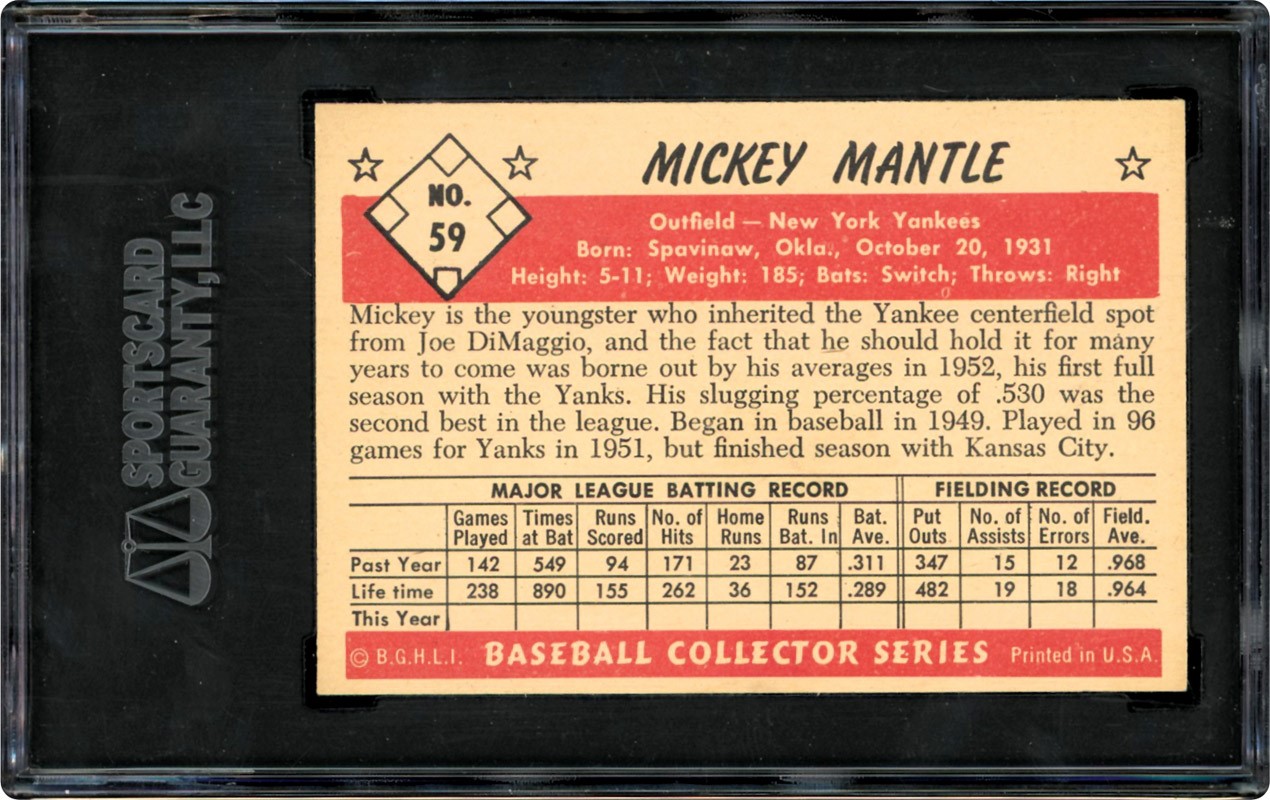 SPORTSCARD
GUARANTY, LLC
NO.
59
MICKEY MANTLE
Outfield — New York Yankees
Born: Spavinaw, Okla., October 20, 1931
Height: 5-11; Weight: 185; Bats: Switch; Throws: Right
Mickey is the youngster who inherited the Yankee centerfield spot
from Joe DiMaggio, and the fact that he should hold it for many
years to come was borne out by his averages in 1952, his first full
season with the Yanks. His slugging percentage of .530 was the
second best in the league. Began in baseball in 1949. Played in 96
games for Yanks in 1951, but finished season with Kansas City.
MAJOR LEAGUE BATTING RECORD FIELDING RECORD
Games Times Runs No. of Home Runs Bat. Put No. of No. of Field.
Played at Bat Scored Hits Runs Bat. In Ave. Outs Assists Errors Ave.
Past Year 142 549 94 171 23 87 .311 347 15 12 .968
Life time 238 890 155 262 36 152 .289 482 19 18 .964
This Year
© B.G.H.L.I. BASEBALL COLLECTOR SERIES Printed in U.S.A.